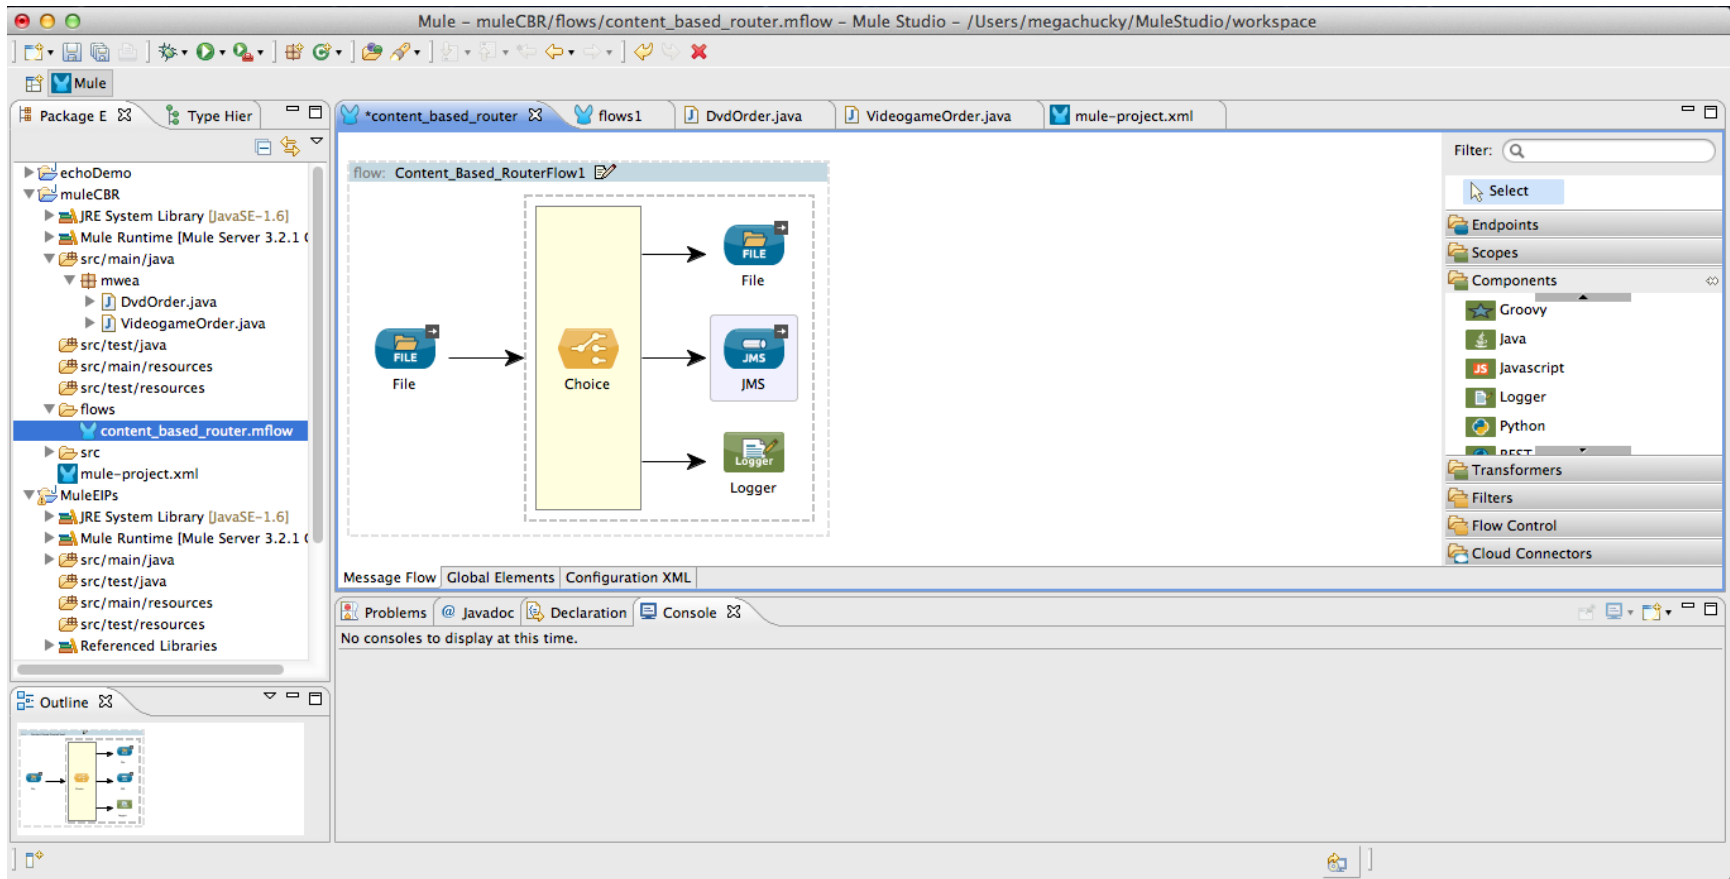 Mule – muleCBR/flows/content_based_router.mflow – Mule Studio – /Users/megachucky/MuleStudio/workspace
Mule
Package E
Type Hier
echoDemo
muleCBR
JRE System Library [JavaSE-1.6]
Mule Runtime [Mule Server 3.2.1
src/main/java
mwea
DvdOrder.java
VideogameOrder.java
src/test/java
src/main/resources
src/test/resources
flows
content_based_router.mflow
src
mule-project.xml
MuleEIPs
JRE System Library [JavaSE-1.6]
Mule Runtime [Mule Server 3.2.1
src/main/java
src/test/java
src/main/resources
src/test/resources
Referenced Libraries
Outline
*content_based_router
flows1
DvdOrder.java
VideogameOrder.java
mule-project.xml
flow: Content_Based_RouterFlow1
FILE
File
Choice
FILE
File
JMS
JMS
Logger
Logger
Message Flow
Global Elements
Configuration XML
Filter:
Select
Endpoints
Scopes
Components
Groovy
Java
JS Javascript
Logger
Python
REST
Transformers
Filters
Flow Control
Cloud Connectors
Problems
@ Javadoc
Declaration
Console
No consoles to display at this time.